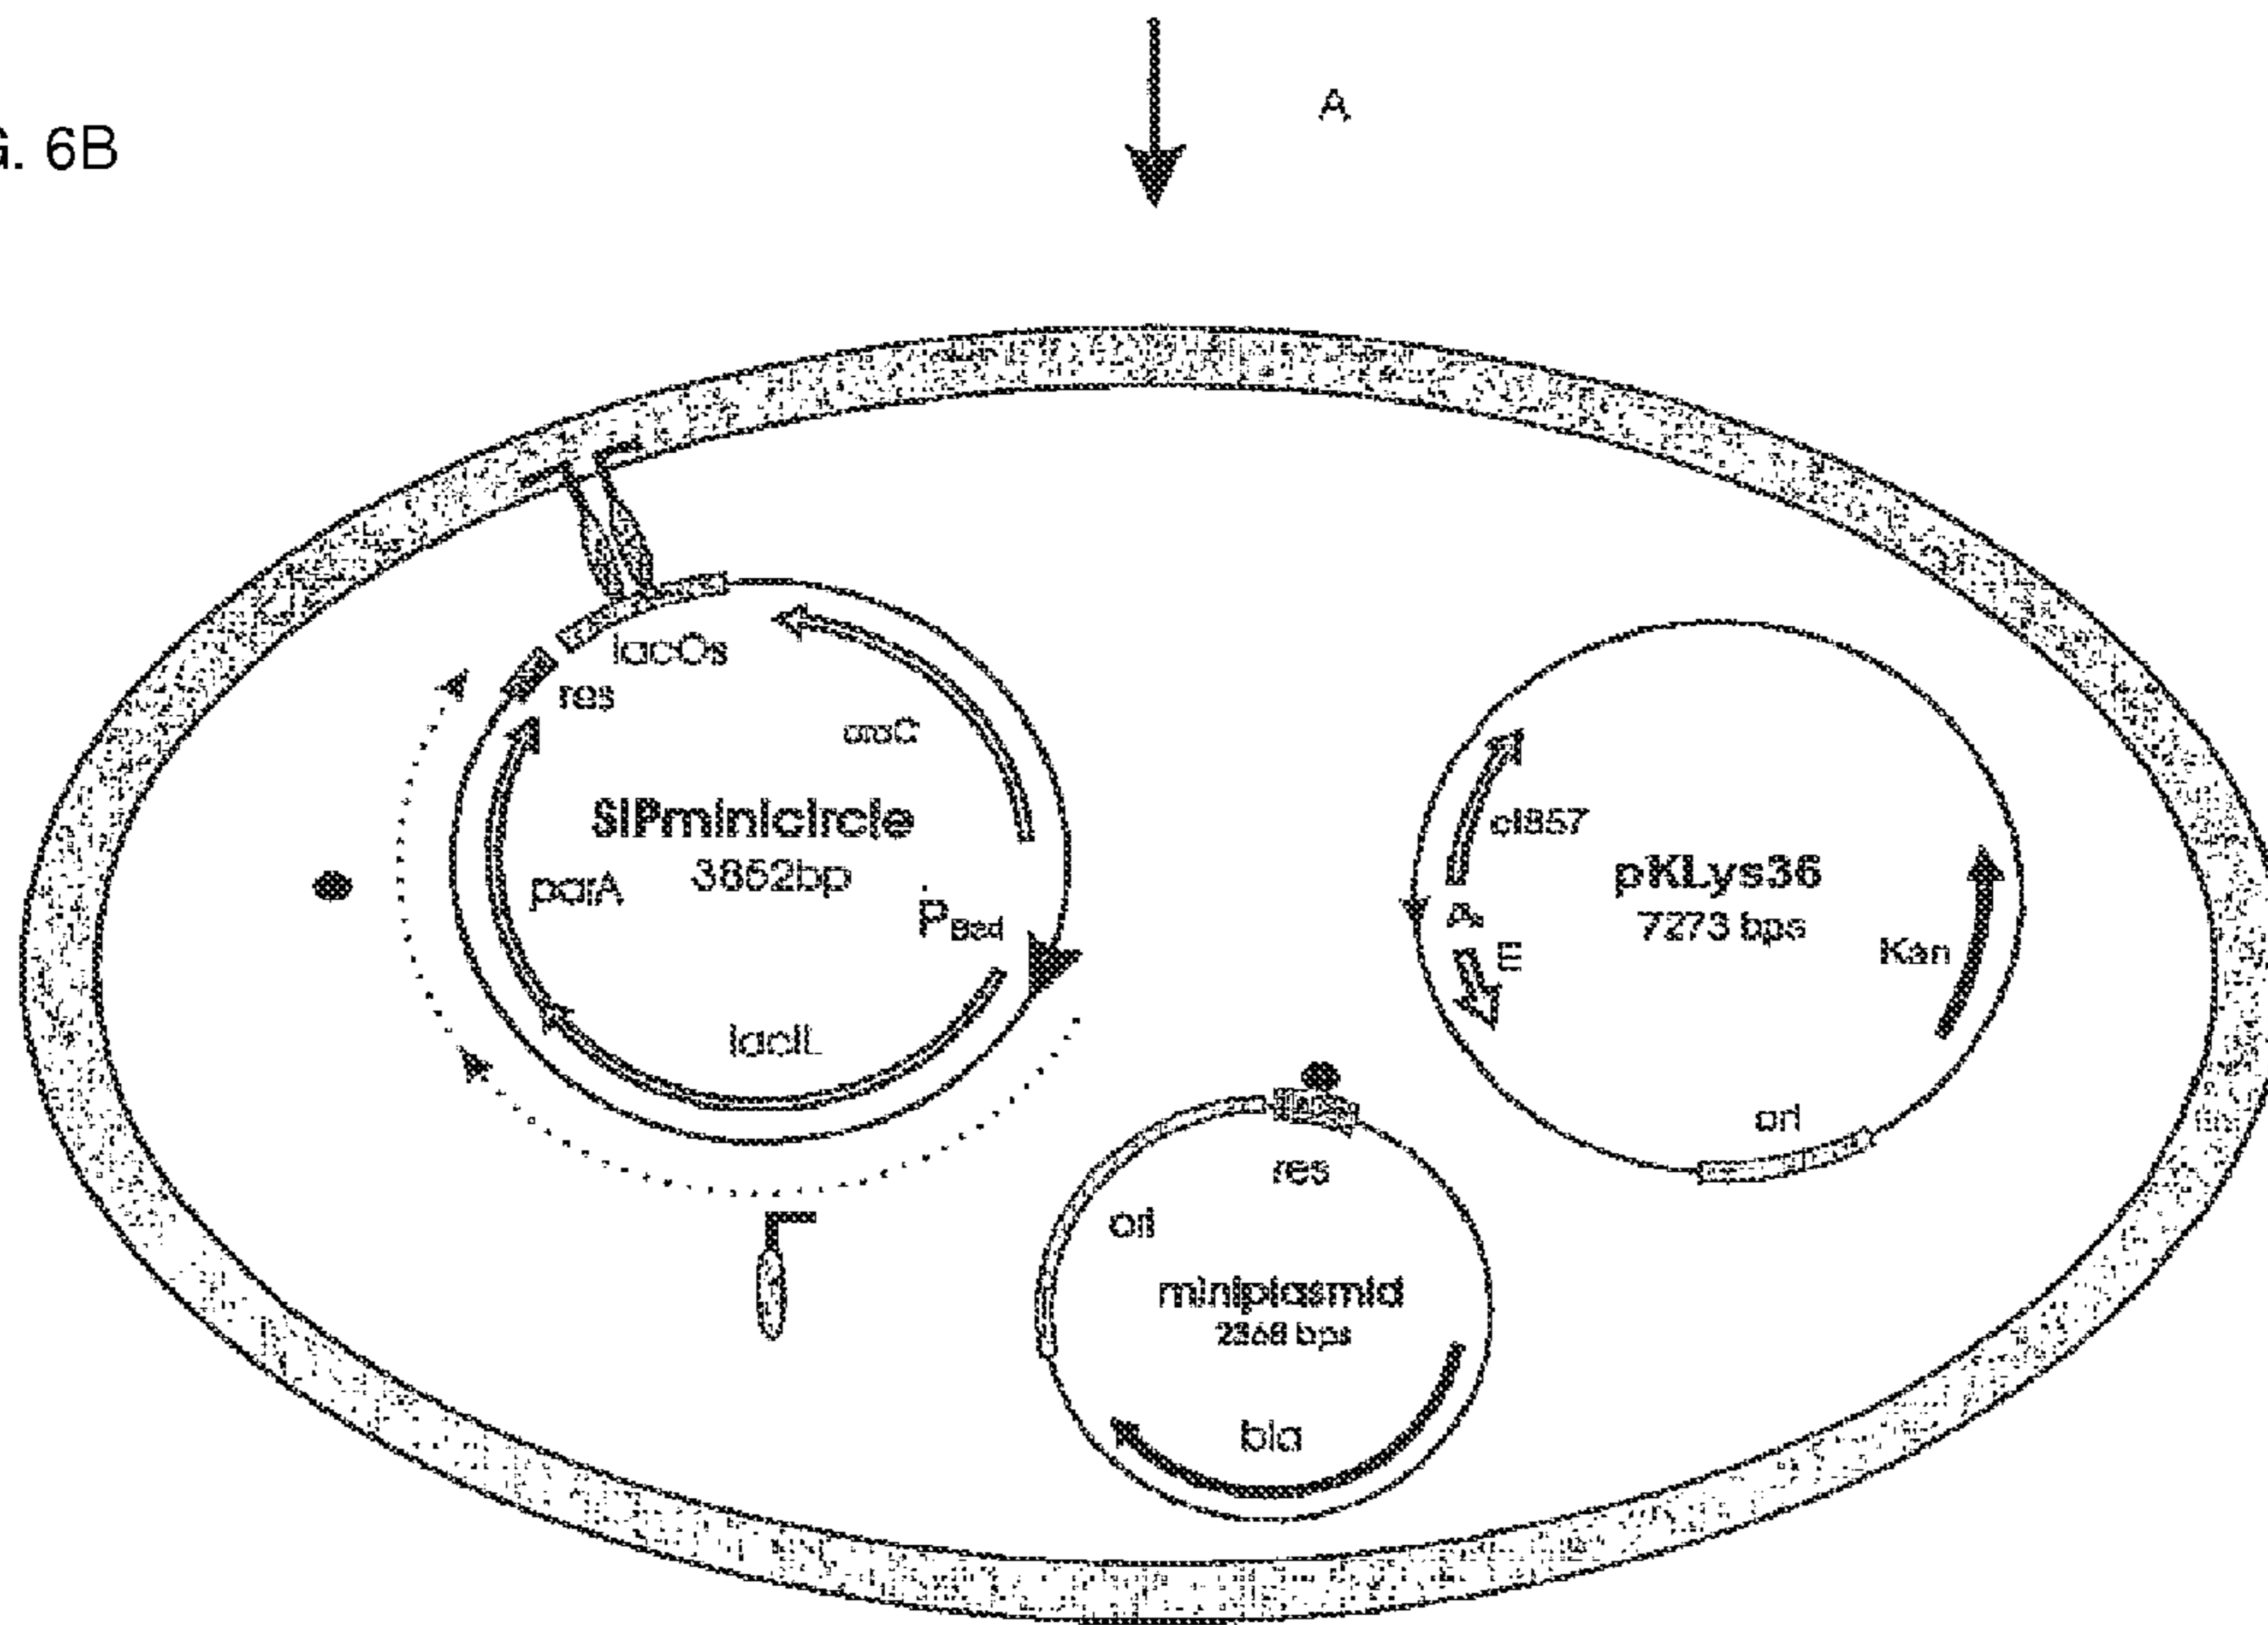 A
G. 6B
lacOs
res
araC
SIPminicircle
3852bp
parA
PBad
lacIL
cI857
pKLys36
7273 bps
E
Kan
ori
res
ori
miniplasmid
2368 bps
bla